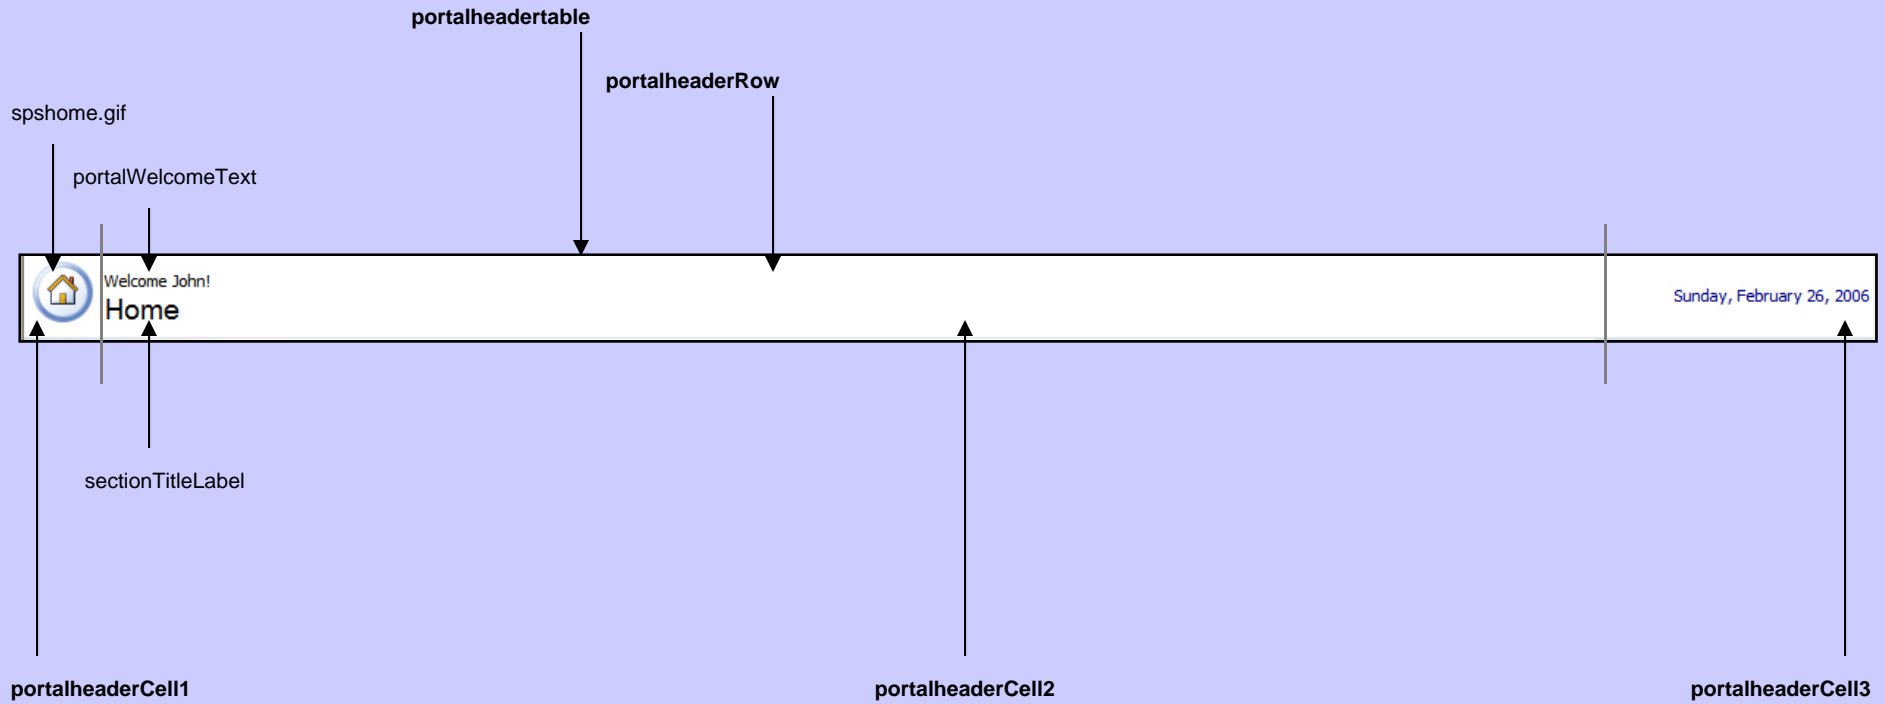 portalheadertable
portalheaderRow
spshome.gif
portalWelcomeText
Welcome John!
Home
Sunday, February 26, 2006
sectionTitleLabel
portalheaderCell1
portalheaderCell2
portalheaderCell3